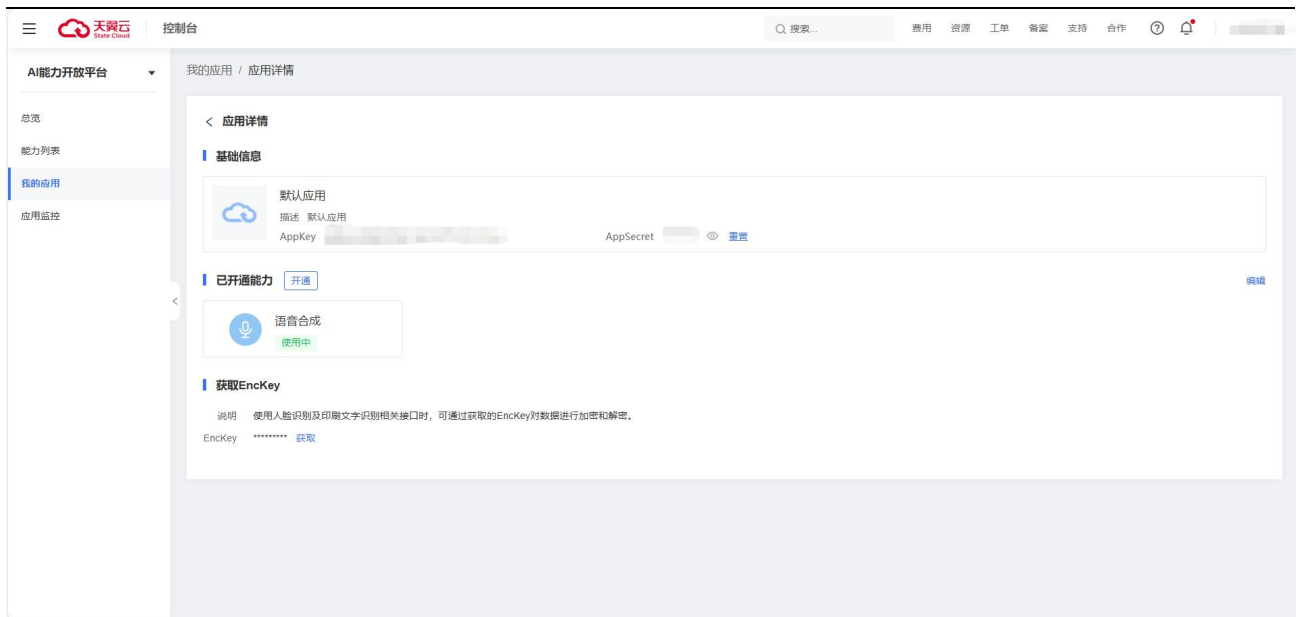 天翼云 State Cloud 控制台 搜索... 费用 资源 工单 备案 支持 合作
AI能力开放平台
我的应用 / 应用详情
总览
能力列表
我的应用
应用监控
应用详情
基础信息
默认应用
描述 默认应用
AppKey AppSecret 重置
已开通能力 开通 编辑
语音合成
使用中
获取EncKey
说明 使用人脸识别及印刷文字识别相关接口时，可通过获取的EncKey对数据进行加密和解密。
EncKey ********* 获取